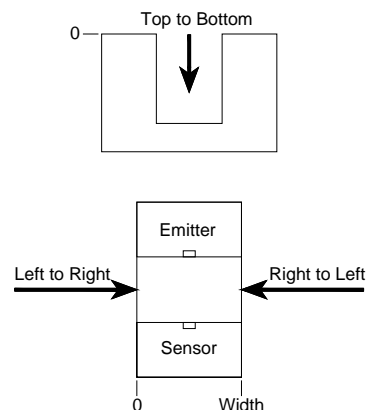 Top to Bottom
0
Emitter
Left to Right
Right to Left
Sensor
0
Width